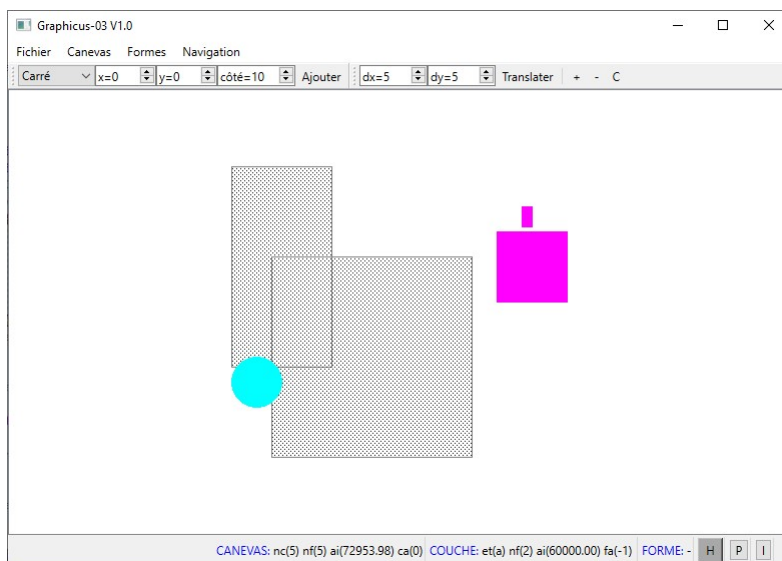 Graphicus-03 V1.0
Fichier Canevas Formes Navigation
Carré x=0 y=0 côté=10 Ajouter dx=5 dy=5 Translater + - C
CANEVAS: nc(5) nf(5) ai(72953.98) ca(0) COUCHE: et(a) nf(2) ai(60000.00) fa(-1) FORME: - H P I